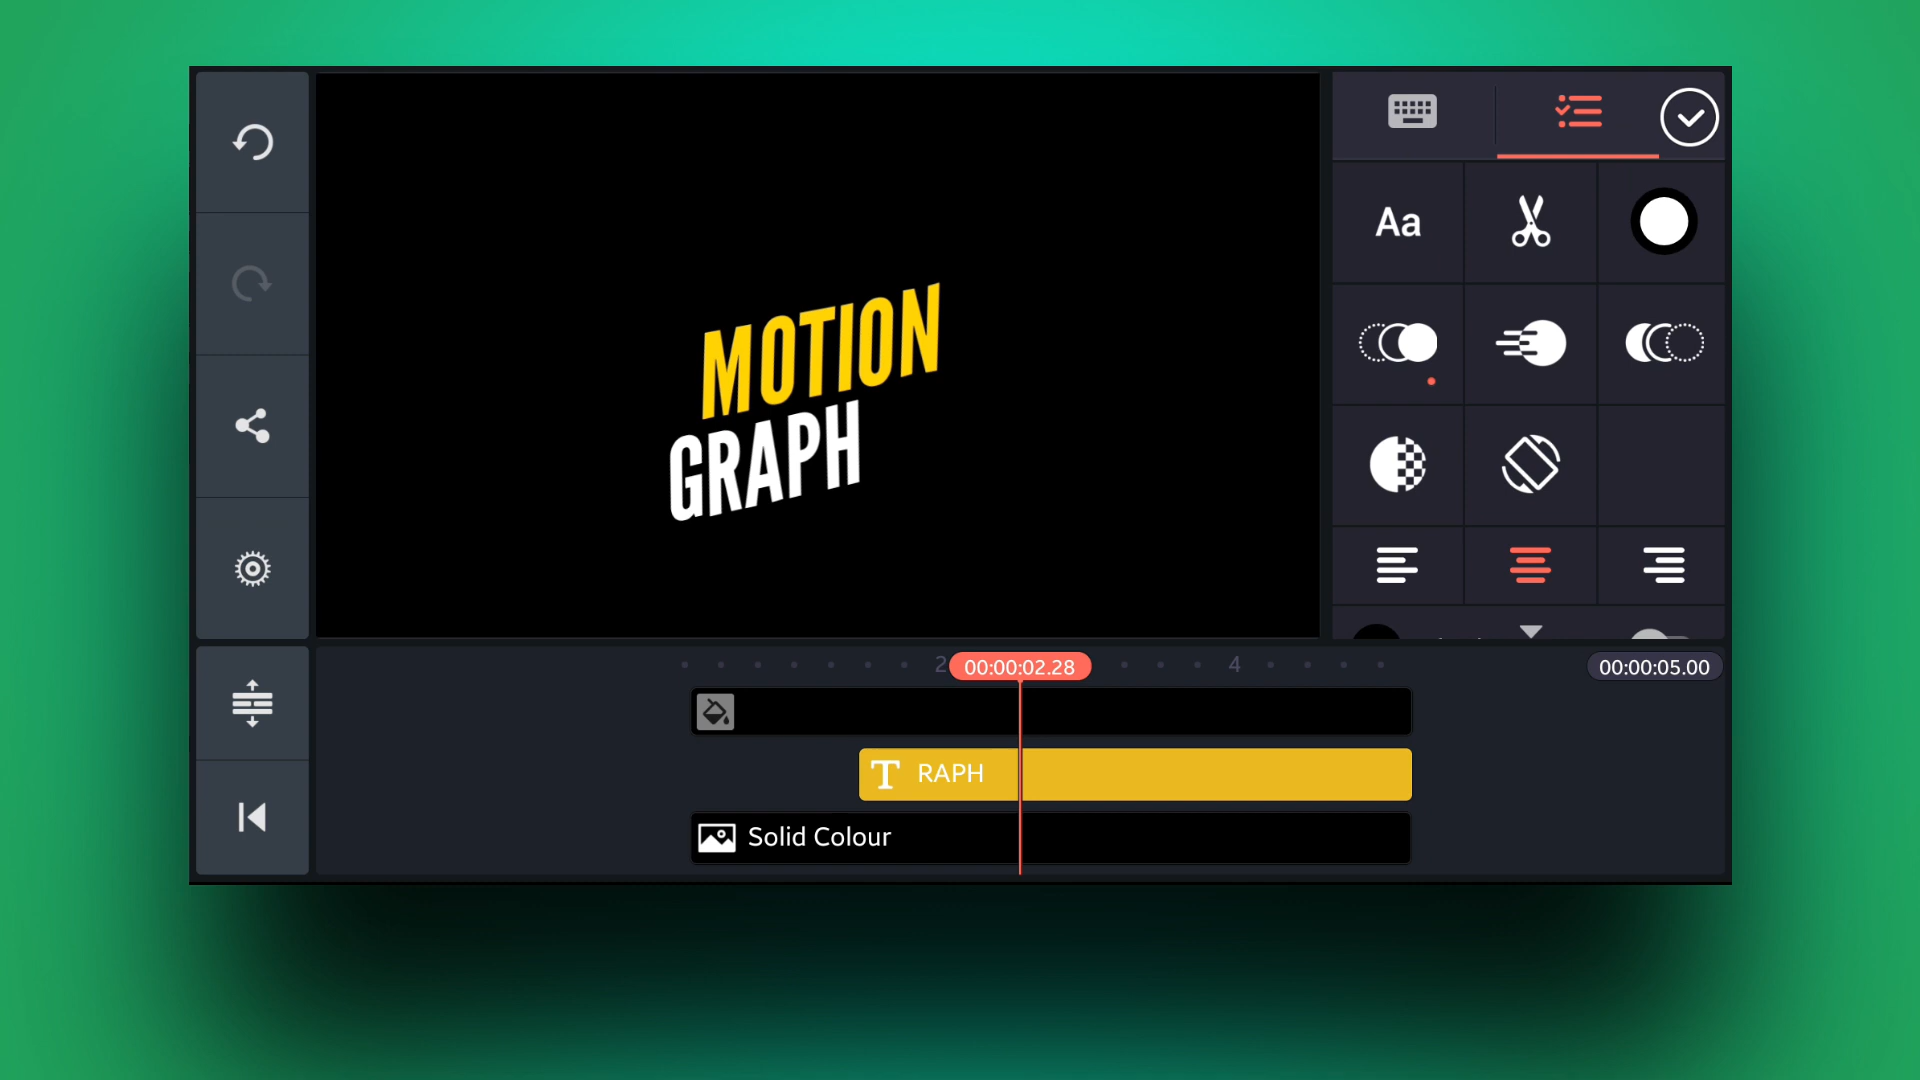 Aa
MOTION
GRAPH
2
00:00:02.28
4
00:00:05.00
T RAPH
Solid Colour